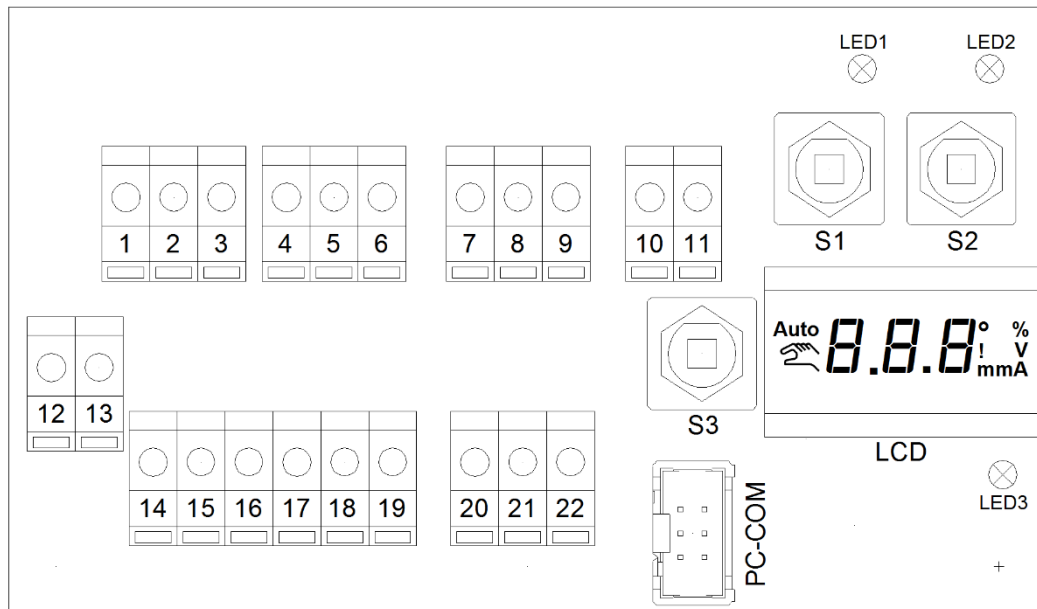 LED1 LED2
1 2 3 4 5 6 7 8 9 10 11
S1 S2
Auto 8.8.8 ° %
! V
mmA
12 13
S3
LCD
14 15 16 17 18 19 20 21 22
LED3
PC-COM